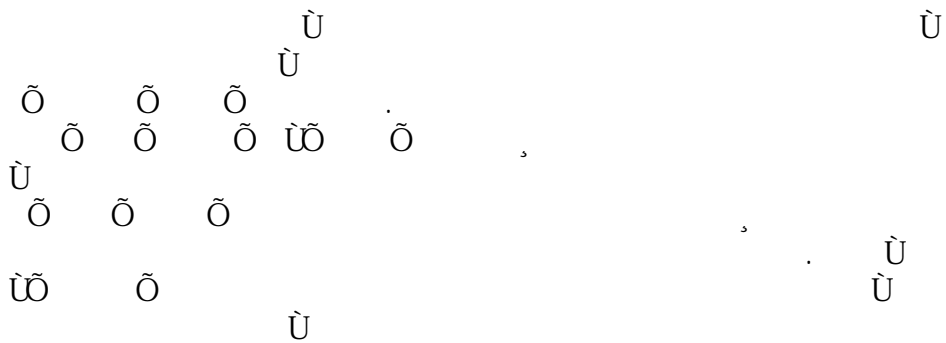 Ù Ù
Ù
Õ Õ Õ .
Õ Õ Õ ÙÕ Õ ¸
Ù
Õ Õ Õ ¸
. Ù
ÙÕ Õ Ù
Ù